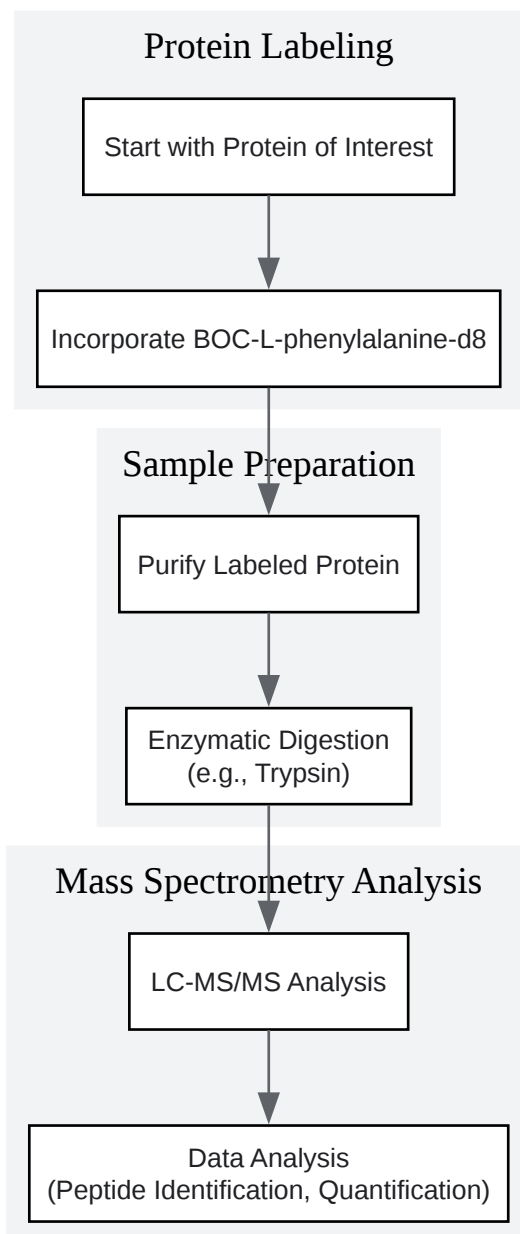 Protein Labeling
Start with Protein of Interest
Incorporate BOC-L-phenylalanine-d8
Sample Preparation
Purify Labeled Protein
Enzymatic Digestion
(e.g., Trypsin)
Mass Spectrometry Analysis
LC-MS/MS Analysis
Data Analysis
(Peptide Identification, Quantification)